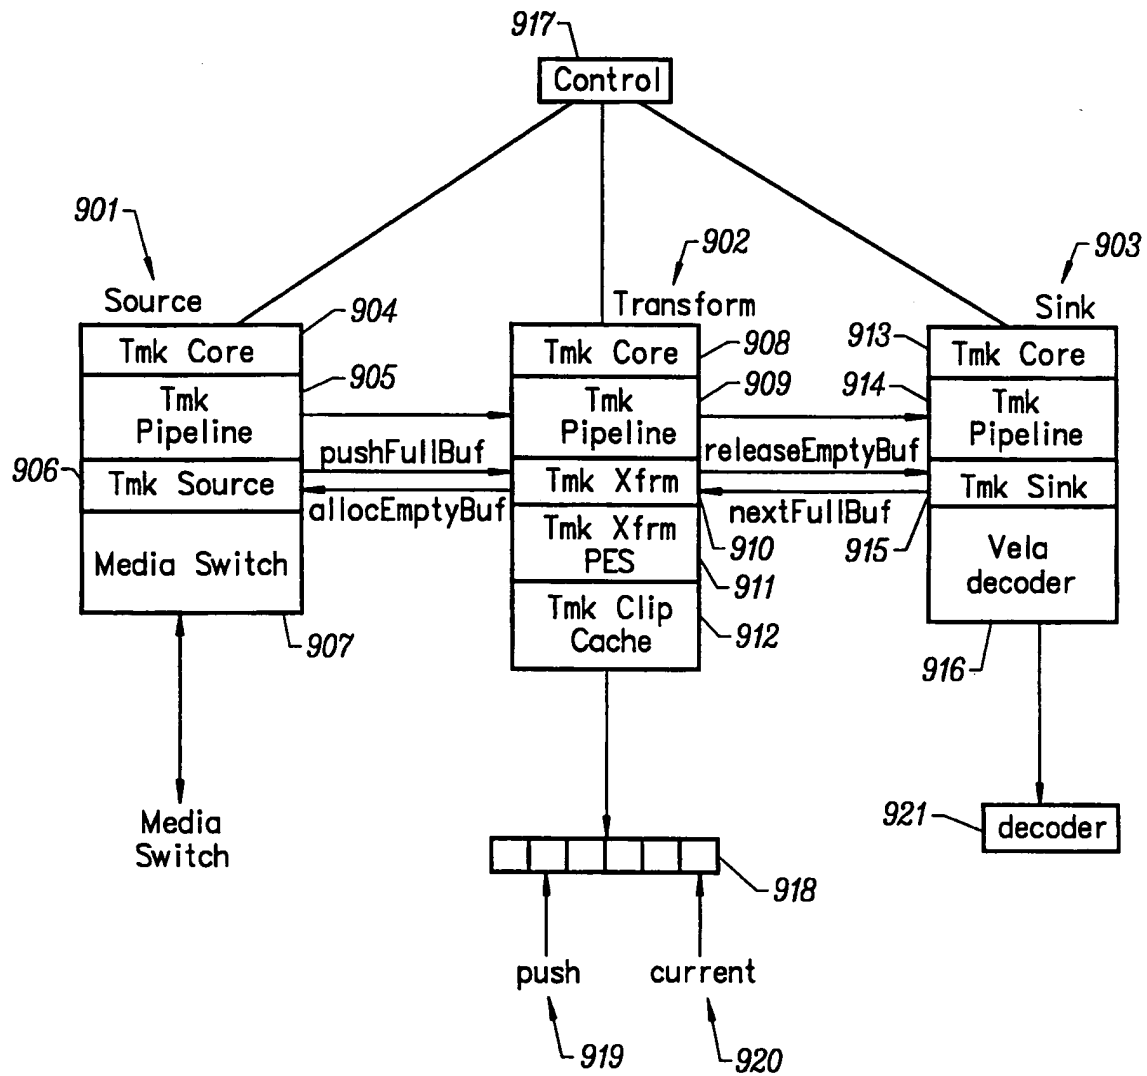 917
Control
901
902
903
Source
Transform
Sink
904
908
913
Tmk Core
Tmk Core
Tmk Core
905
909
914
Tmk
Pipeline
Tmk
Pipeline
Tmk
Pipeline
906
pushFullBuf
releaseEmptyBuf
Tmk Source
Tmk Xfrm
Tmk Sink
allocEmptyBuf
nextFullBuf
910
915
Media Switch
Tmk Xfrm
PES
Vela
decoder
911
Tmk Clip
Cache
912
907
916
Media
Switch
921
decoder
918
push
current
919
920